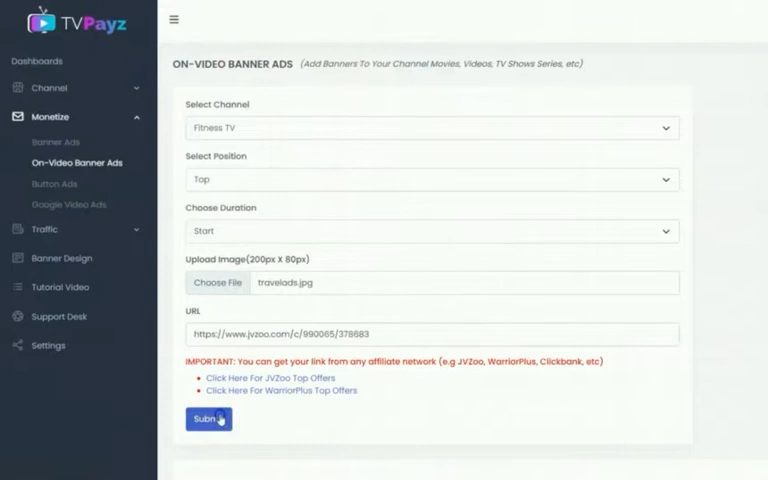 TVPayz
Dashboards
Channel
Monetize
Banner Ads
On-Video Banner Ads
Button Ads
Google Video Ads
Traffic
Banner Design
Tutorial Video
Support Desk
Settings
ON-VIDEO BANNER ADS (Add Banners To Your Channel Movies, Videos, TV Shows Series, etc)
Select Channel
Fitness TV
Select Position
Top
Choose Duration
Start
Upload Image(200px X 80px)
Choose File travelads.jpg
URL
https://www.jvzoo.com/c/990065/378683
IMPORTANT: You can get your link from any affiliate network (e.g JVZoo, WarriorPlus, Clickbank, etc)
Click Here For JVZoo Top Offers
Click Here For WarriorPlus Top Offers
Submit